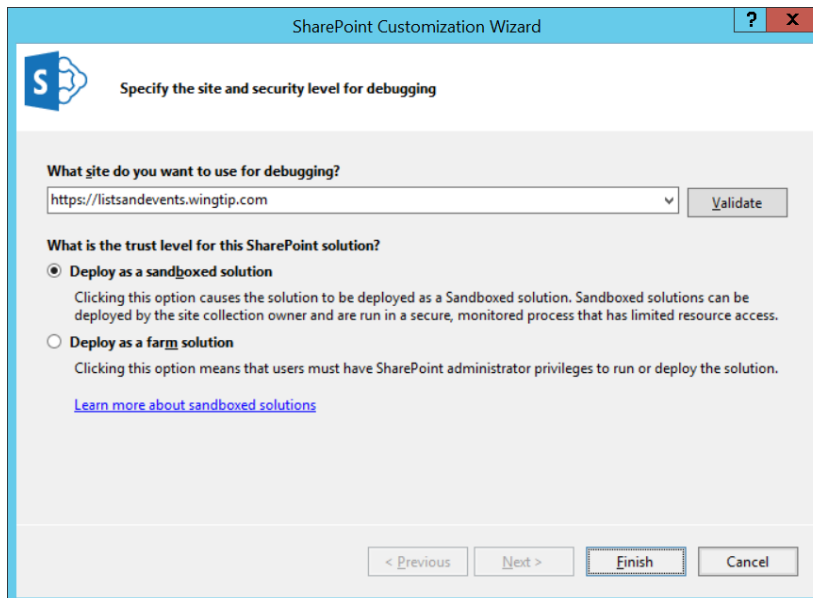 SharePoint Customization Wizard
? X
S
Specify the site and security level for debugging
What site do you want to use for debugging?
https://listsandevents.wingtip.com
Validate
What is the trust level for this SharePoint solution?
Deploy as a sandboxed solution
Clicking this option causes the solution to be deployed as a Sandboxed solution. Sandboxed solutions can be
deployed by the site collection owner and are run in a secure, monitored process that has limited resource access.
Deploy as a farm solution
Clicking this option means that users must have SharePoint administrator privileges to run or deploy the solution.
Learn more about sandboxed solutions
< Previous Next > Finish Cancel